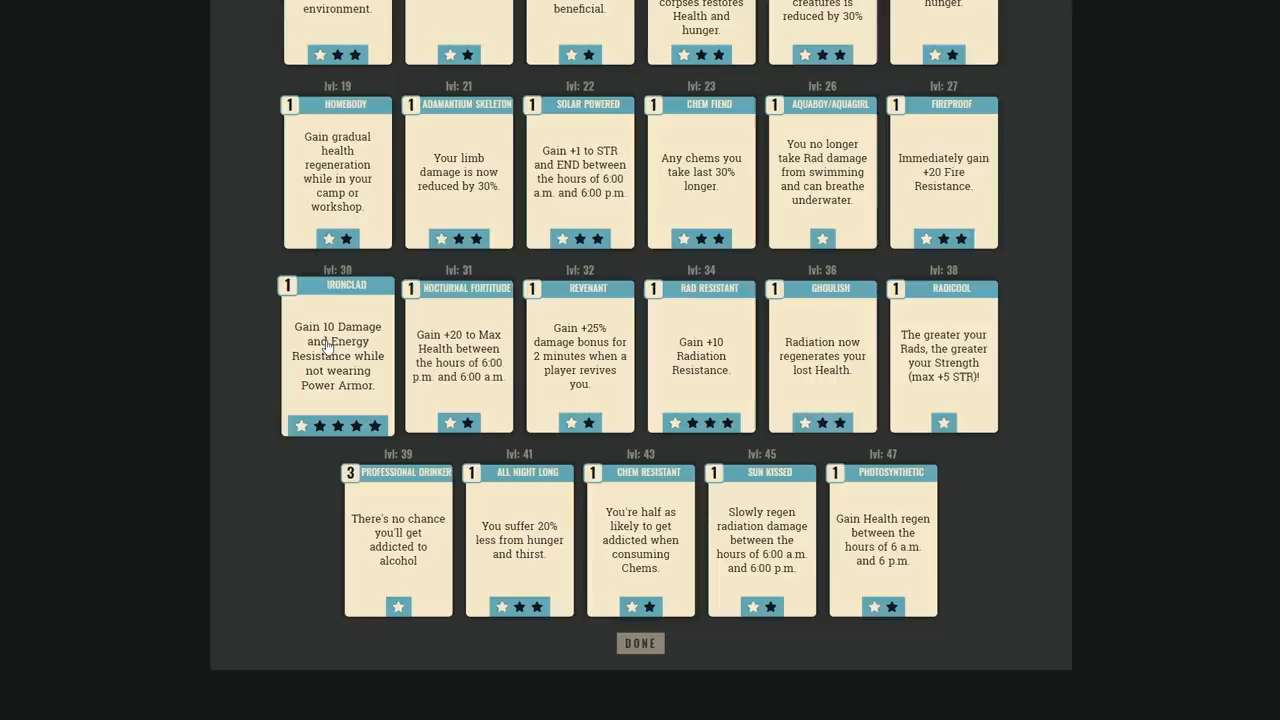 environment.
beneficial.
corpses restores
Health and
hunger.
creatures is
reduced by 30%
hunger.
lvl: 19
1 HOMEBODY
Gain gradual
health
regeneration
while in your
camp or
workshop.
lvl: 21
1 ADAMANTIUM SKELETON
Your limb
damage is now
reduced by 30%.
lvl: 22
1 SOLAR POWERED
Gain +1 to STR
and END between
the hours of 6:00
a.m. and 6:00 p.m.
lvl: 23
1 CHEM FIEND
Any chems you
take last 30%
longer.
lvl: 26
1 AQUABOY/AQUAGIRL
You no longer
take Rad damage
from swimming
and can breathe
underwater.
lvl: 27
1 FIREPROOF
Immediately gain
+20 Fire
Resistance.
lvl: 30
1 IRONCLAD
Gain 10 Damage
and Energy
Resistance while
not wearing
Power Armor.
lvl: 31
1 NOCTURNAL FORTITUDE
Gain +20 to Max
Health between
the hours of 6:00
p.m. and 6:00 a.m.
lvl: 32
1 REVENANT
Gain +25%
damage bonus for
2 minutes when a
player revives
you.
lvl: 34
1 RAD RESISTANT
Gain +10
Radiation
Resistance.
lvl: 36
1 GHOULISH
Radiation now
regenerates your
lost Health.
lvl: 38
1 RADICOOL
The greater your
Rads, the greater
your Strength
(max +5 STR)!
lvl: 39
3 PROFESSIONAL DRINKER
There's no chance
you'll get
addicted to
alcohol
lvl: 41
1 ALL NIGHT LONG
You suffer 20%
less from hunger
and thirst.
lvl: 43
1 CHEM RESISTANT
You're half as
likely to get
addicted when
consuming
Chems.
lvl: 45
1 SUN KISSED
Slowly regen
radiation damage
between the
hours of 6:00 a.m.
and 6:00 p.m.
lvl: 47
1 PHOTOSYNTHETIC
Gain Health regen
between the
hours of 6 a.m.
and 6 p.m.
DONE